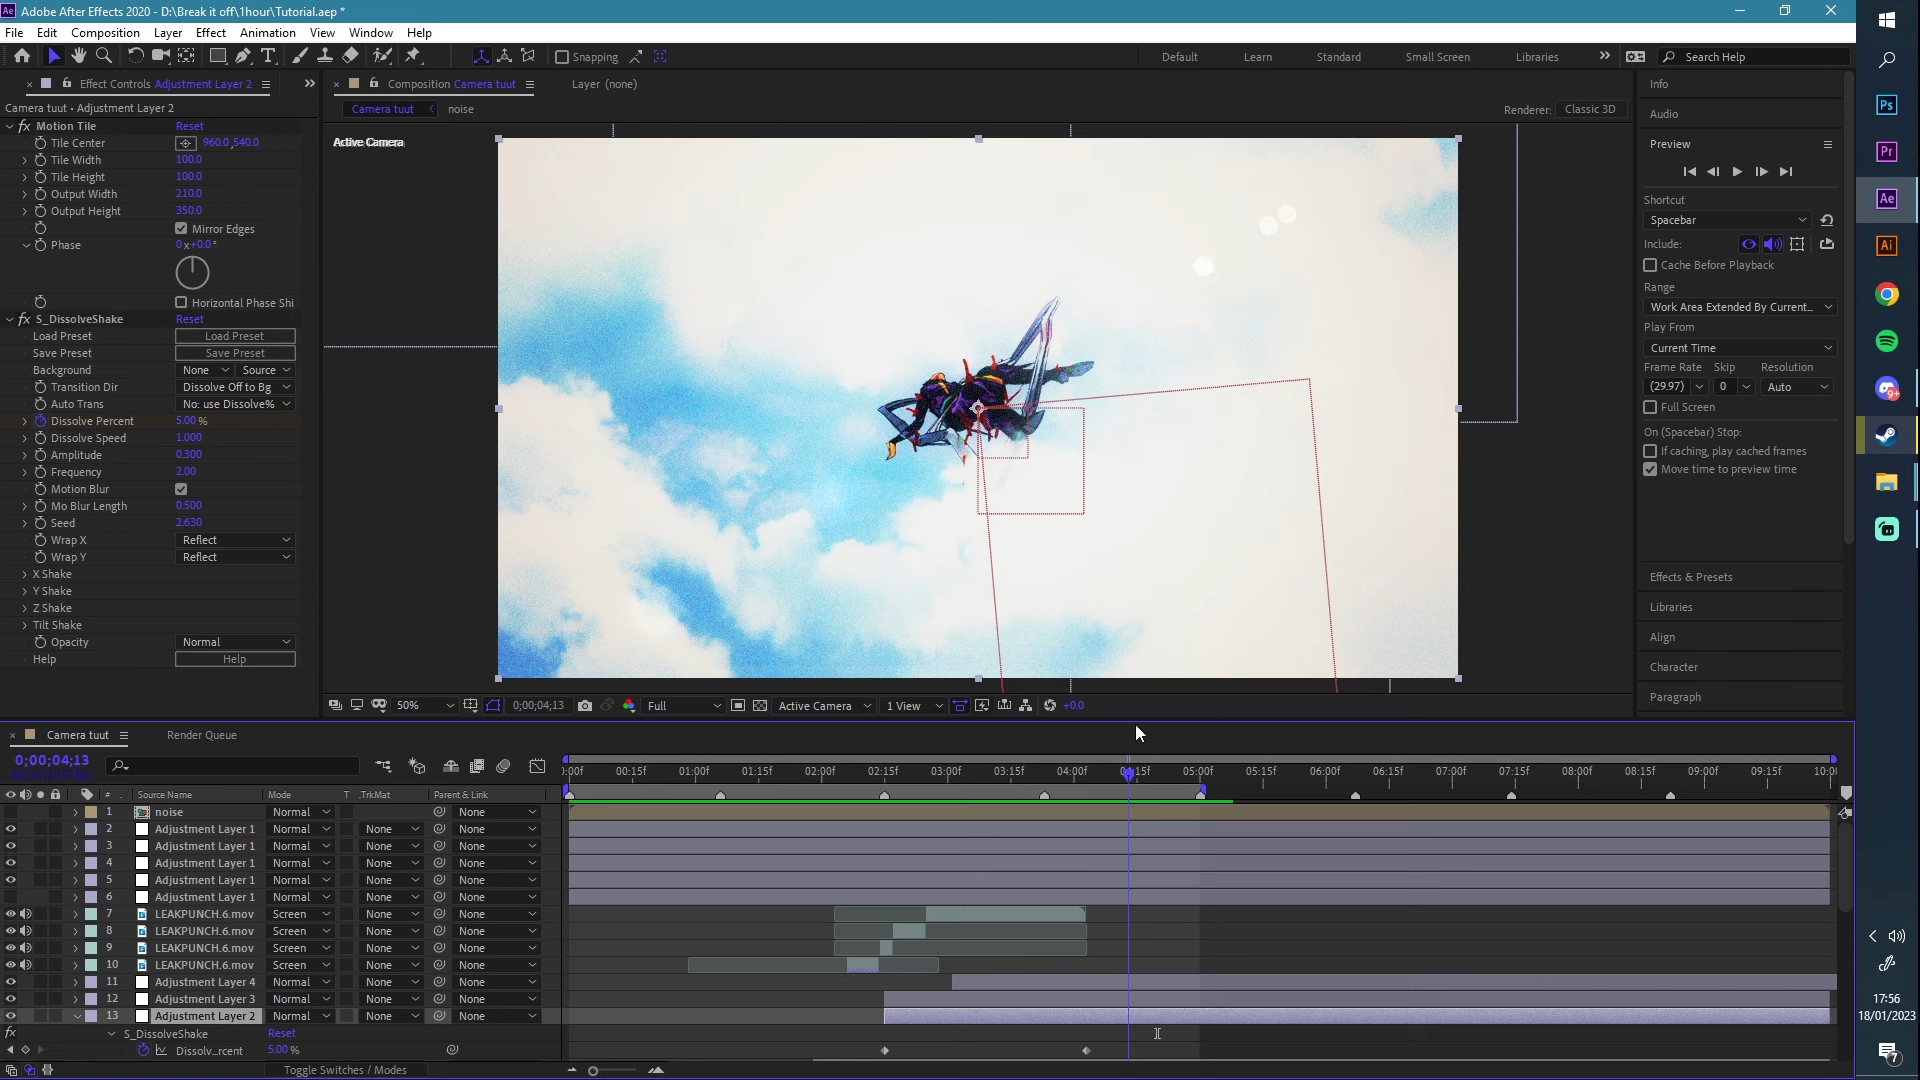 Ae Adobe After Effects 2020 - D:\Break it off\1hour\Tutorial.aep *
File Edit Composition Layer Effect Animation View Window Help
Snapping Default Learn Standard Small Screen Libraries Search Help
Effect Controls Adjustment Layer 2
Composition Camera tuut
Layer (none)
Camera tuut • Adjustment Layer 2
Camera tuut noise
Renderer: Classic 3D
Active Camera
fx Motion Tile Reset
Tile Center 960.0,540.0
Tile Width 100.0
Tile Height 100.0
Output Width 210.0
Output Height 350.0
Mirror Edges
Phase 0x+0.0°
Horizontal Phase Shi
fx S_DissolveShake Reset
Load Preset Load Preset
Save Preset Save Preset
Background None Source
Transition Dir Dissolve Off to Bg
Auto Trans No: use Dissolve%
Dissolve Percent 5.00 %
Dissolve Speed 1.000
Amplitude 0.300
Frequency 2.00
Motion Blur
Mo Blur Length 0.500
Seed 2.630
Wrap X Reflect
Wrap Y Reflect
X Shake
Y Shake
Z Shake
Tilt Shake
Opacity Normal
Help Help
50% 0;00;04;13 Full Active Camera 1 View +0.0
Info
Audio
Preview
Shortcut
Spacebar
Include:
Cache Before Playback
Range
Work Area Extended By Current...
Play From
Current Time
Frame Rate Skip Resolution
(29.97) 0 Auto
Full Screen
On (Spacebar) Stop:
If caching, play cached frames
Move time to preview time
Effects & Presets
Libraries
Align
Character
Paragraph
Ps
Pr
Ae
Ai
9+
17:56
18/01/2023
7
Camera tuut Render Queue
0;00;04;13
:00f 00:15f 01:00f 01:15f 02:00f 02:15f 03:00f 03:15f 04:00f 05:00f 05:15f 06:00f 06:15f 07:00f 07:15f 08:00f 08:15f 09:00f 09:15f 10:0
# Source Name Mode T .TrkMat Parent & Link
1 noise Normal None
2 Adjustment Layer 1 Normal None None
3 Adjustment Layer 1 Normal None None
4 Adjustment Layer 1 Normal None None
5 Adjustment Layer 1 Normal None None
6 Adjustment Layer 1 Normal None None
7 LEAKPUNCH.6.mov Screen None None
8 LEAKPUNCH.6.mov Screen None None
9 LEAKPUNCH.6.mov Screen None None
10 LEAKPUNCH.6.mov Screen None None
11 Adjustment Layer 4 Normal None None
12 Adjustment Layer 3 Normal None None
13 Adjustment Layer 2 Normal None None
fx S_DissolveShake Reset
Dissolv...rcent 5.00 %
Toggle Switches / Modes